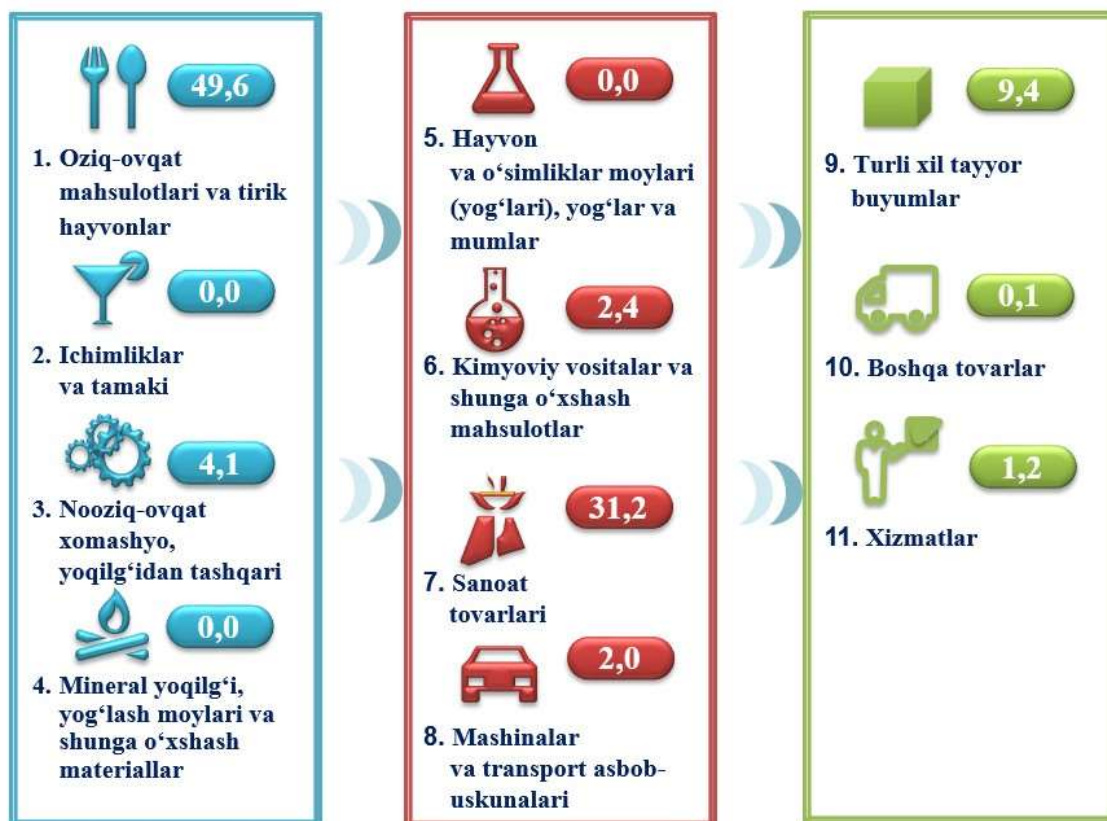 49,6
1. Oziq-ovqat
mahsulotlari va tirik
hayvonlar
0,0
2. Ichimliklar
va tamaki
4,1
3. Nooziq-ovqat
xomashyo,
yoqilg‘idan tashqari
0,0
4. Mineral yoqilg‘i,
yog‘lash moylari va
shunga o‘xshash
materiallar
0,0
5. Hayvon
va o‘simliklar moylari
(yog‘lari), yog‘lar va
mumlar
2,4
6. Kimyoviy vositalar va
shunga o‘xshash
mahsulotlar
31,2
7. Sanoat
tovarlari
2,0
8. Mashinalar
va transport asbob-
uskunalari
9,4
9. Turli xil tayyor
buyumlar
0,1
10. Boshqa tovarlar
1,2
11. Xizmatlar